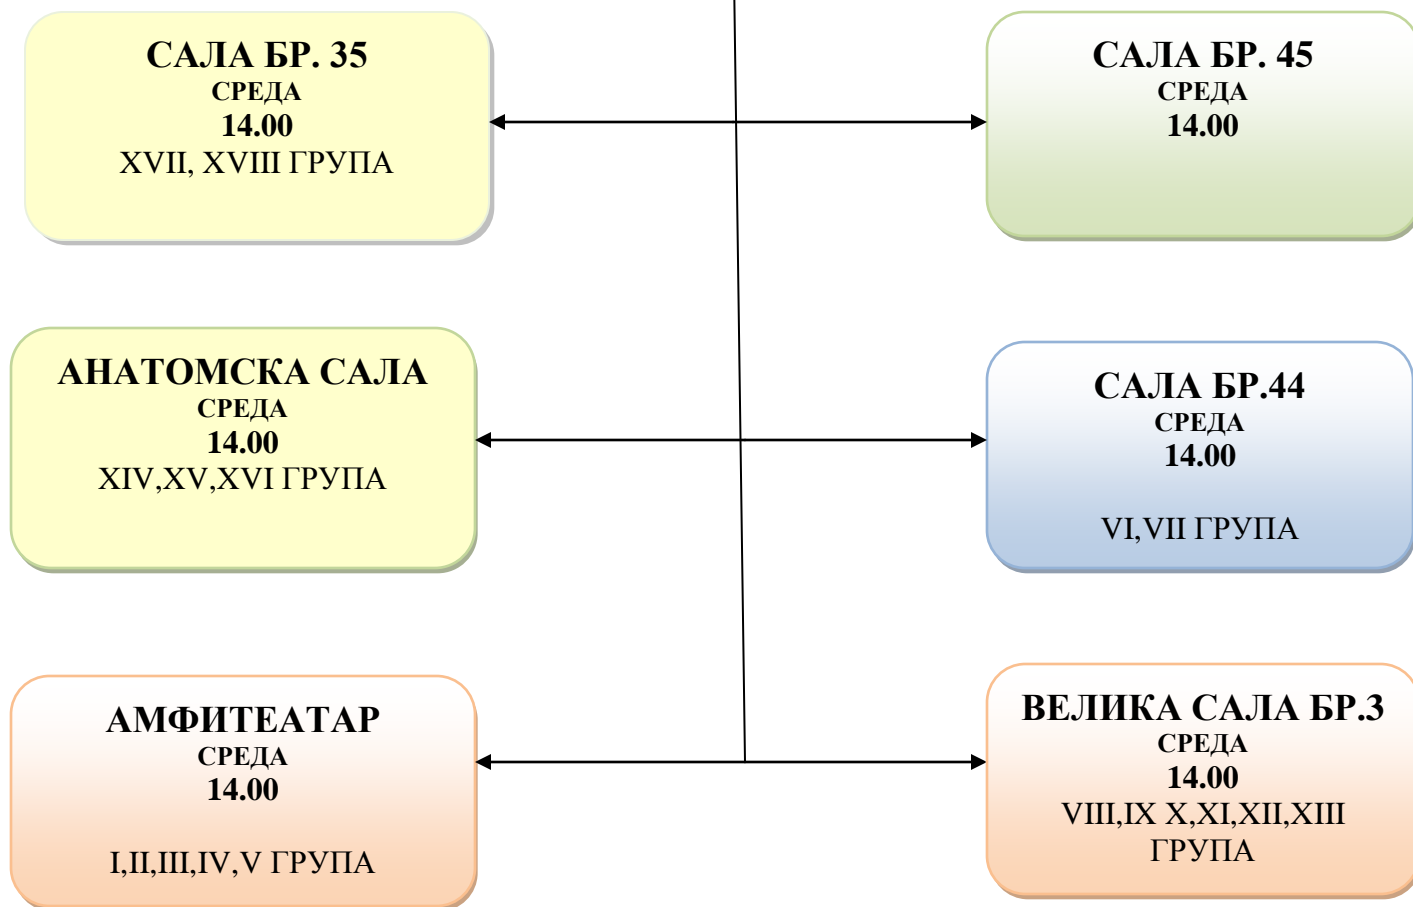 САЛА БР. 35
СРЕДА
14.00
XVII, XVIII ГРУПА
САЛА БР. 45
СРЕДА
14.00
АНАТОМСКА САЛА
СРЕДА
14.00
XIV,XV,XVI ГРУПА
САЛА БР.44
СРЕДА
14.00
VI,VII ГРУПА
АМФИТЕАТАР
СРЕДА
14.00
I,II,III,IV,V ГРУПА
ВЕЛИКА САЛА БР.3
СРЕДА
14.00
VIII,IX X,XI,XII,XIII
ГРУПА